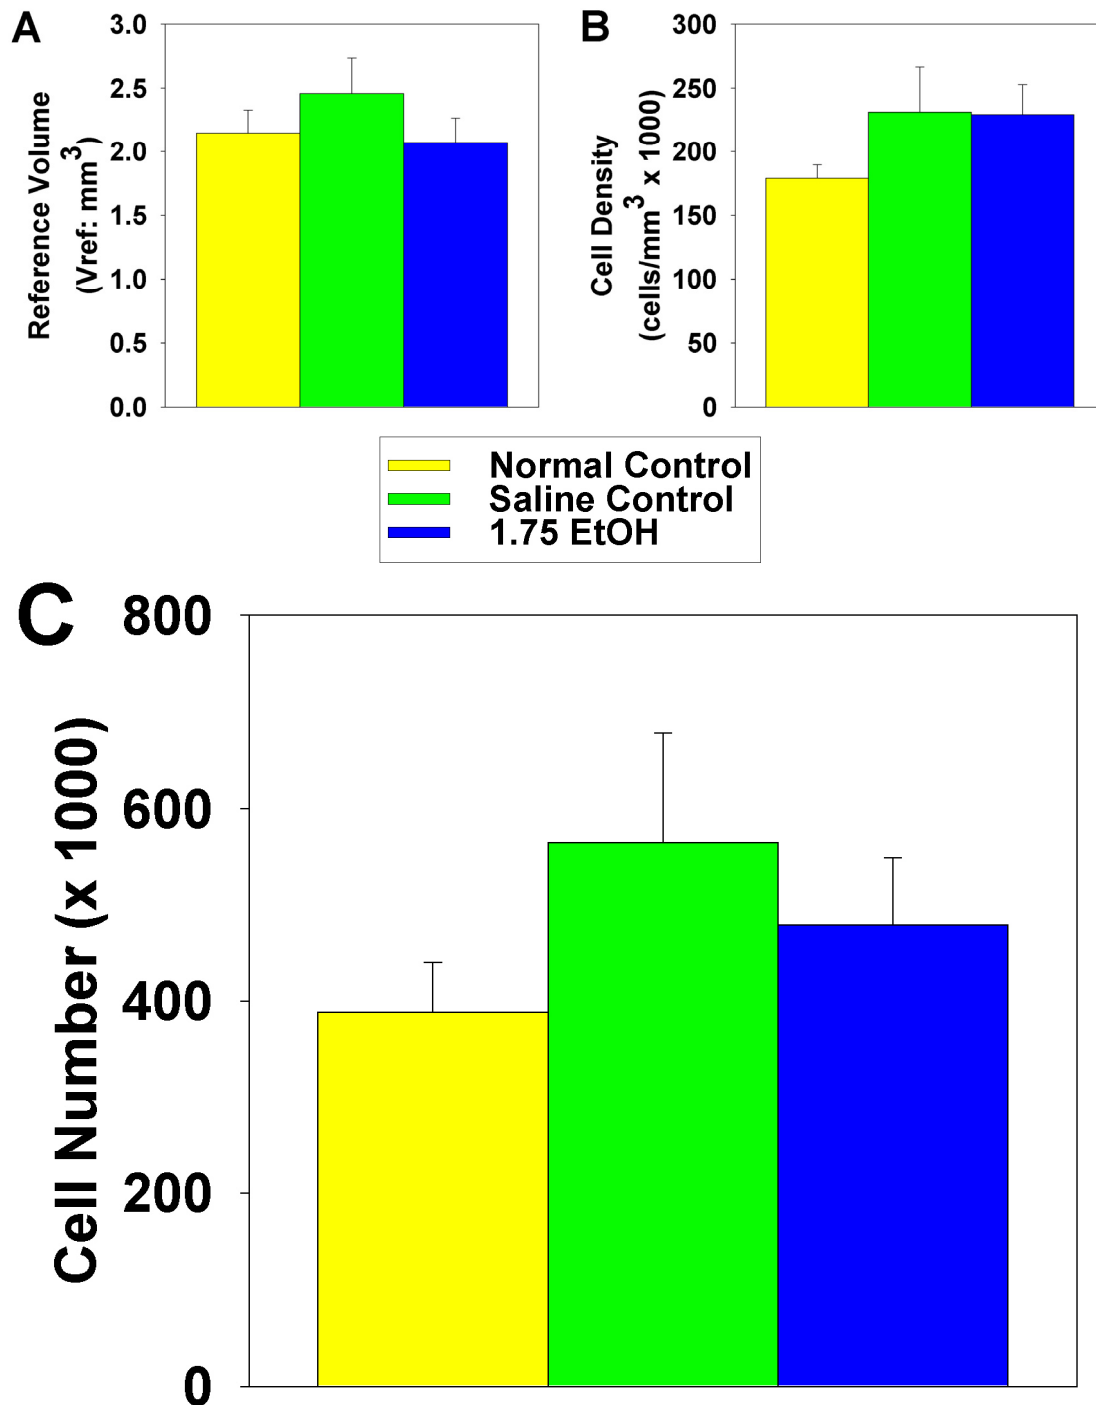 A
3.0
2.5
2.0
1.5
1.0
0.5
0.0
Reference Volume
(Vref: mm³)
B
300
250
200
150
100
50
0
Cell Density
(cells/mm³ x 1000)
Normal Control
Saline Control
1.75 EtOH
C
800
600
400
200
0
Cell Number (x 1000)